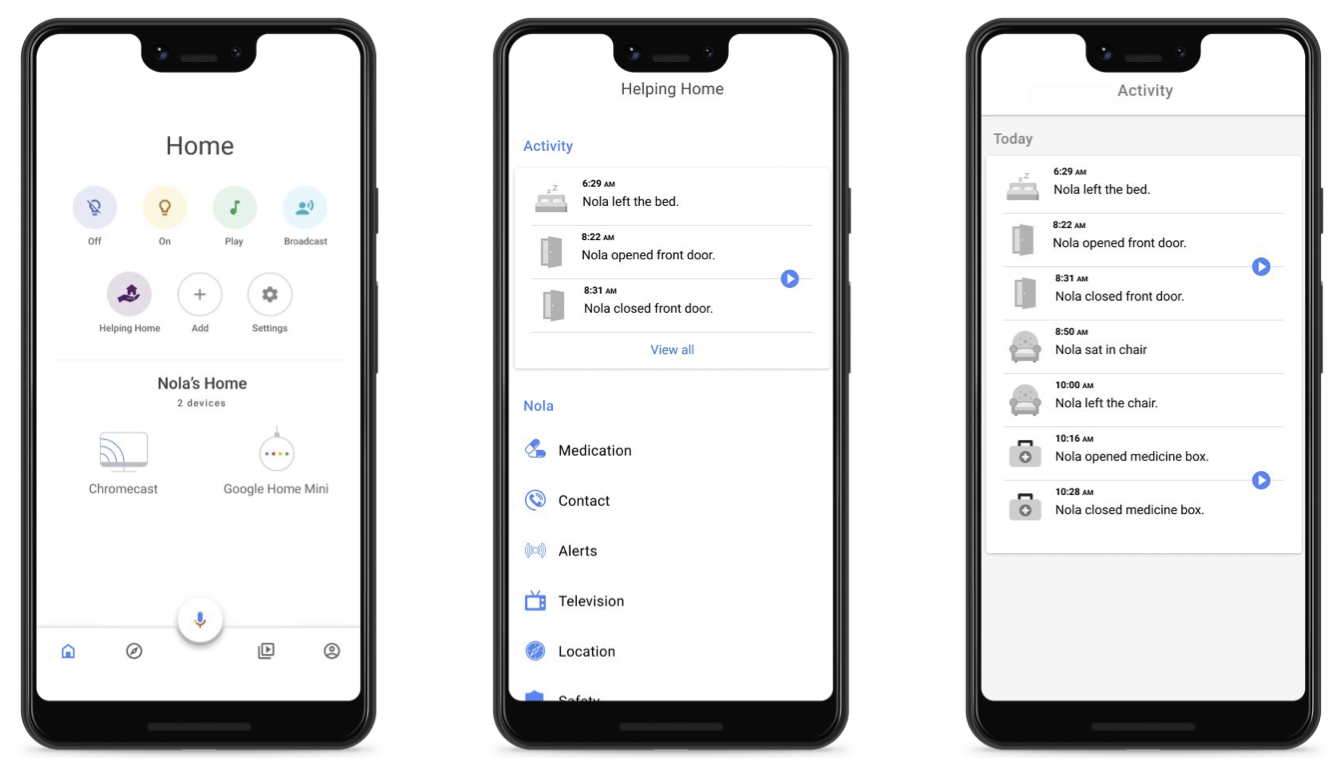 Home
Off
On
Play
Broadcast
Helping Home
Add
Settings
Nola's Home
2 devices
Chromecast
Google Home Mini
Helping Home
Activity
6:29 AM
Nola left the bed.
8:22 AM
Nola opened front door.
8:31 AM
Nola closed front door.
View all
Nola
Medication
Contact
Alerts
Television
Location
Safety
Activity
Today
z Z
6:29 AM
Nola left the bed.
8:22 AM
Nola opened front door.
8:31 AM
Nola closed front door.
8:50 AM
Nola sat in chair
10:00 AM
Nola left the chair.
10:16 AM
Nola opened medicine box.
10:28 AM
Nola closed medicine box.